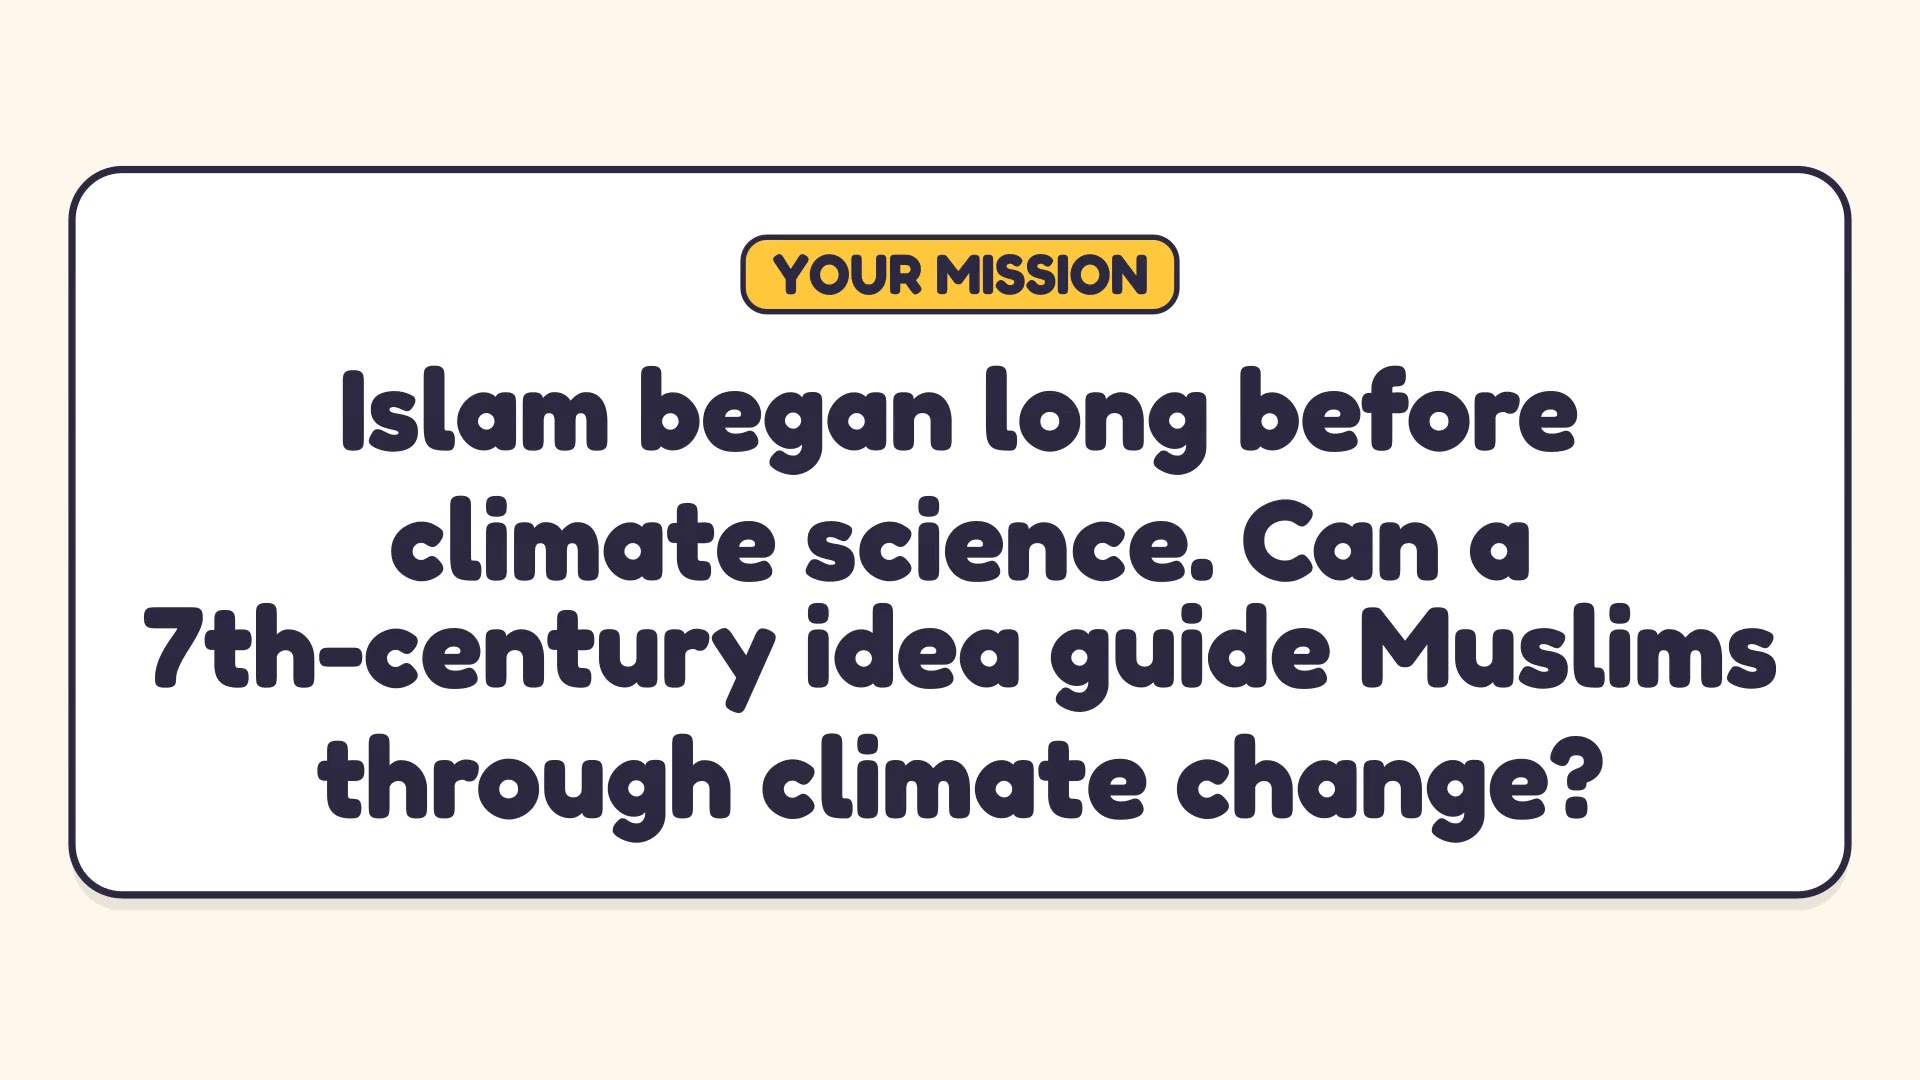 YOUR MISSION
Islam began long before
climate science. Can a
7th-century idea guide Muslims
through climate change?